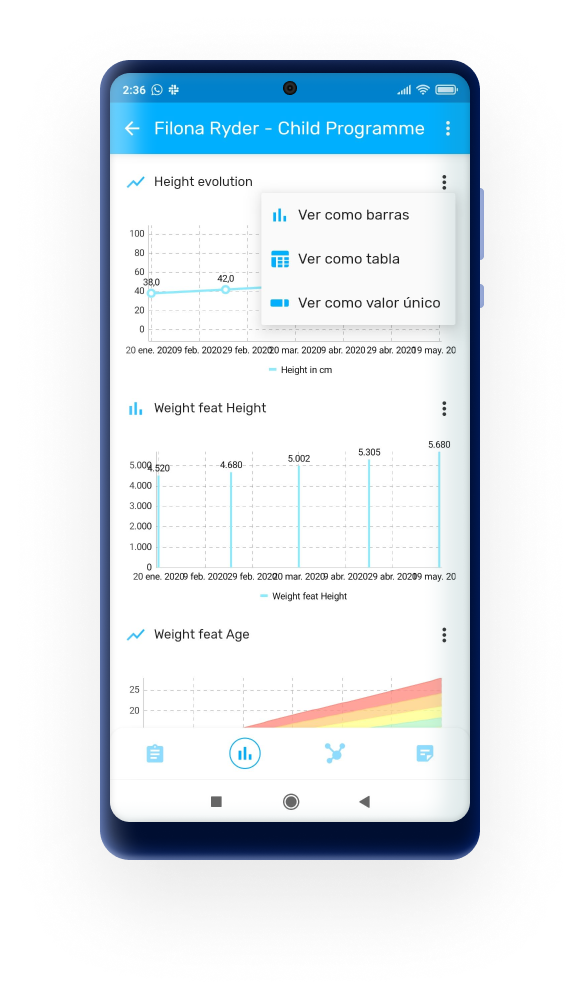 2:36
Filona Ryder - Child Programme
Height evolution
Ver como barras
Ver como tabla
Ver como valor único
100
80
60
40
20
0
38,0
42,0
20 ene. 2020 9 feb. 2020 29 feb. 2020 20 mar. 2020 9 abr. 2020 29 abr. 2020 19 may. 20
Height in cm
Weight feat Height
5.000
4.000
3.000
2.000
1.000
0
4.520
4.680
5.002
5.305
5.680
20 ene. 2020 9 feb. 2020 29 feb. 2020 20 mar. 2020 9 abr. 2020 29 abr. 2020 19 may. 20
Weight feat Height
Weight feat Age
25
20